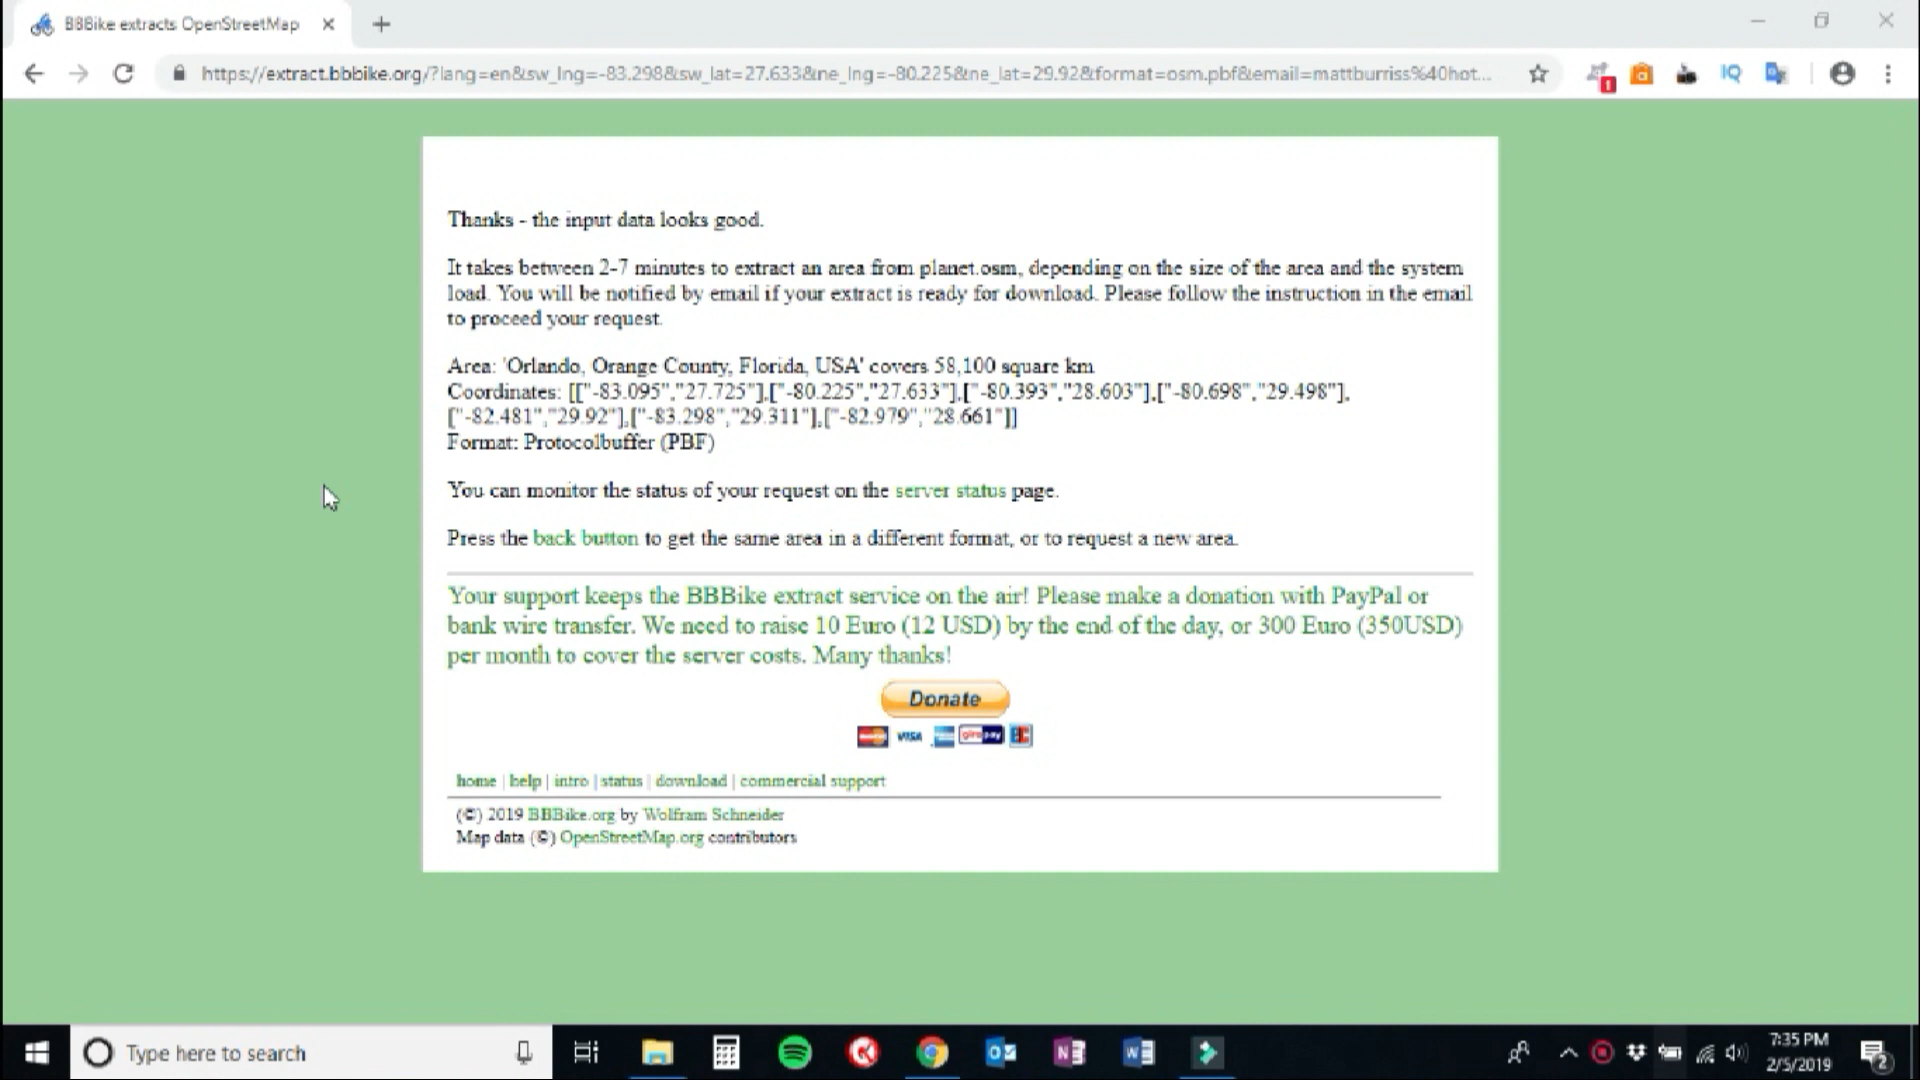 BBBike extracts OpenStreetMap
https://extract.bbbike.org/?lang=en&sw_lng=-83.298&sw_lat=27.633&ne_lng=-80.225&ne_lat=29.92&format=osm.pbf&email=mattburriss%40hot...
1
IQ
Thanks - the input data looks good.
It takes between 2-7 minutes to extract an area from planet.osm, depending on the size of the area and the system
load. You will be notified by email if your extract is ready for download. Please follow the instruction in the email
to proceed your request.
Area: 'Orlando, Orange County, Florida, USA' covers 58,100 square km
Coordinates: [["-83.095","27.725"],["-80.225","27.633"],["-80.393","28.603"],["-80.698","29.498"],
["-82.481","29.92"],["-83.298","29.311"],["-82.979","28.661"]]
Format: Protocolbuffer (PBF)
You can monitor the status of your request on the server status page.
Press the back button to get the same area in a different format, or to request a new area.
Your support keeps the BBBike extract service on the air! Please make a donation with PayPal or
bank wire transfer. We need to raise 10 Euro (12 USD) by the end of the day, or 300 Euro (350USD)
per month to cover the server costs. Many thanks!
Donate
VISA giropay EC
home | help | intro | status | download | commercial support
(©) 2019 BBBike.org by Wolfram Schneider
Map data (©) OpenStreetMap.org contributors
Type here to search
7:35 PM
2/5/2019
2